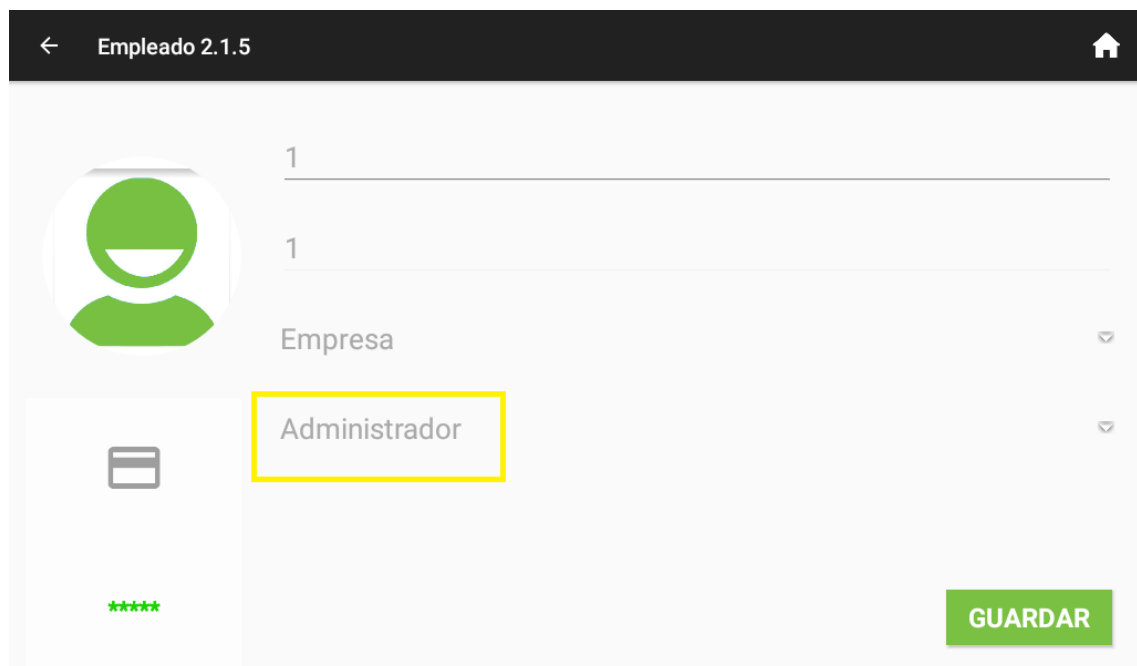 Empleado 2.1.5
1
1
Empresa
Administrador
*****
GUARDAR